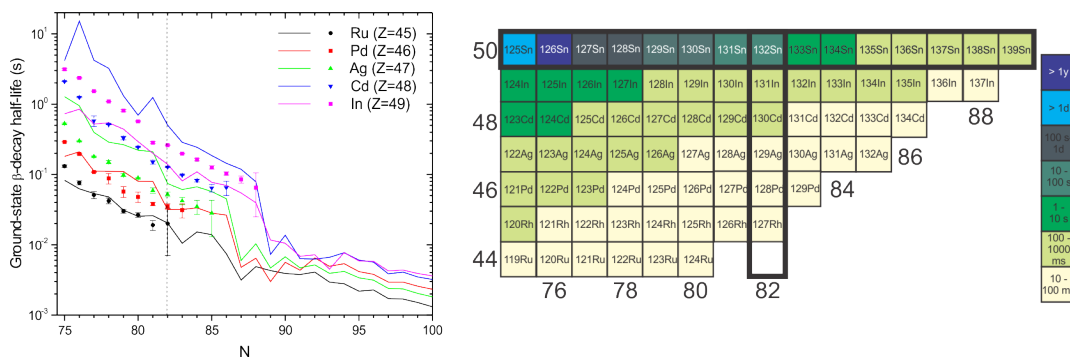 Ground-state β-decay half-life (s)
10¹
10⁰
10⁻¹
10⁻²
10⁻³
75 80 85 90 95 100
N
Ru (Z=45)
Pd (Z=46)
Ag (Z=47)
Cd (Z=48)
In (Z=49)
50 125Sn 126Sn 127Sn 128Sn 129Sn 130Sn 131Sn 132Sn 133Sn 134Sn 135Sn 136Sn 137Sn 138Sn 139Sn
124In 125In 126In 127In 128In 129In 130In 131In 132In 133In 134In 135In 136In 137In
48 123Cd 124Cd 125Cd 126Cd 127Cd 128Cd 129Cd 130Cd 131Cd 132Cd 133Cd 134Cd 88
122Ag 123Ag 124Ag 125Ag 126Ag 127Ag 128Ag 129Ag 130Ag 131Ag 132Ag 86
46 121Pd 122Pd 123Pd 124Pd 125Pd 126Pd 127Pd 128Pd 129Pd 84
120Rh 121Rh 122Rh 123Rh 124Rh 125Rh 126Rh 127Rh
44 119Ru 120Ru 121Ru 122Ru 123Ru 124Ru
76 78 80 82
> 1y
> 1d
100 s
1d
10 -
100 s
1 -
10 s
100 -
1000
ms
10 -
100 m